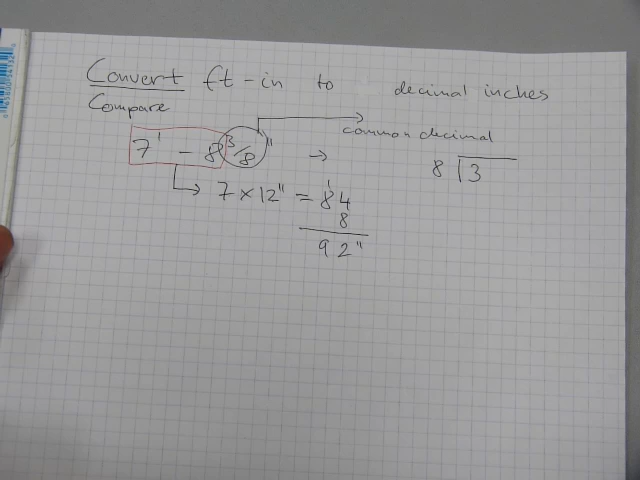 Convert ft-in to decimal inches
Compare
common decimal
7' - 8 3/8" → 8 3
→ 7 × 12" = 84
1
8
92"